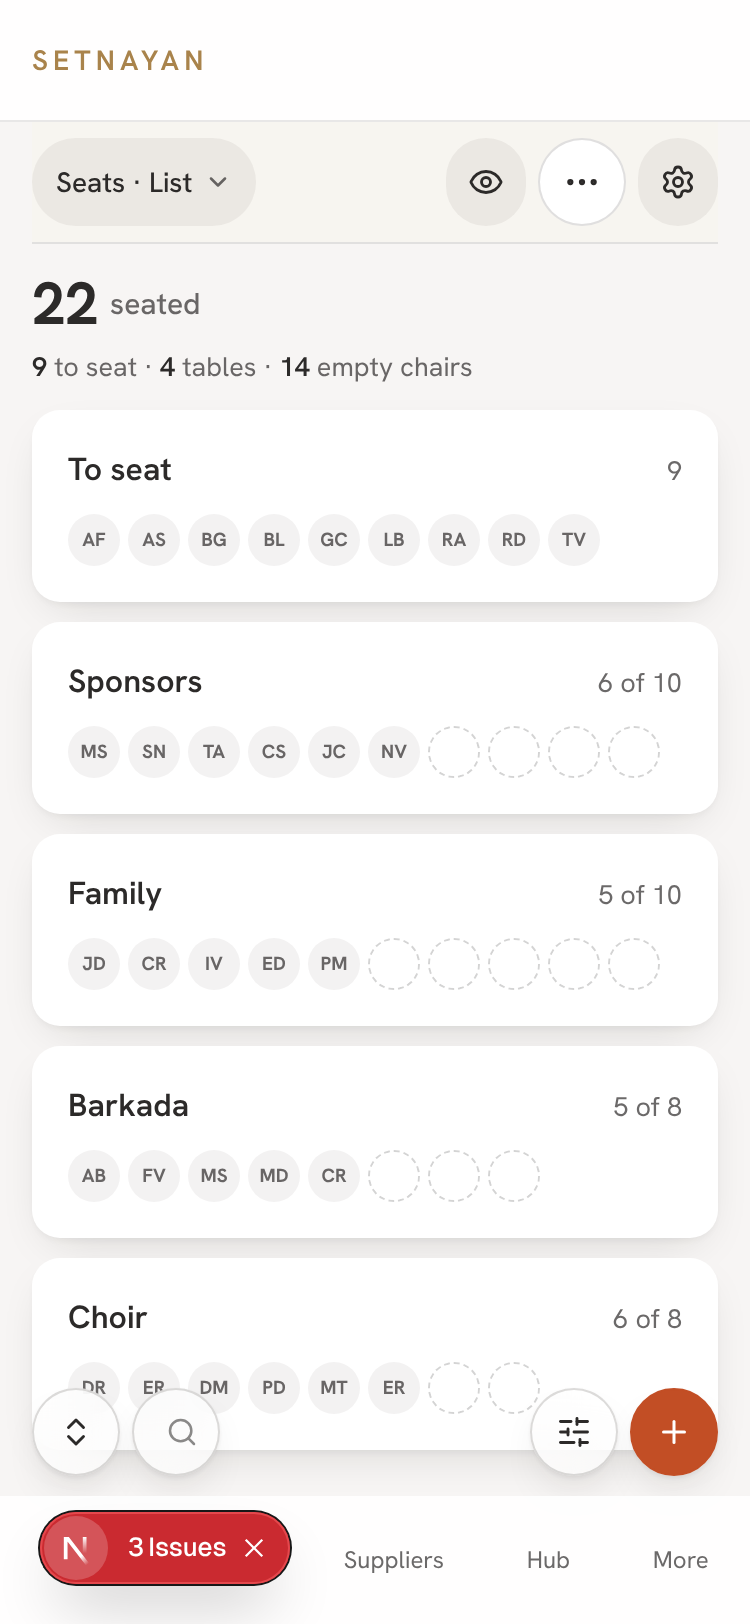 SETNAYAN
Seats · List
22 seated
9 to seat · 4 tables · 14 empty chairs
To seat 9
AF AS BG BL GC LB RA RD TV
Sponsors 6 of 10
MS SN TA CS JC NV
Family 5 of 10
JD CR IV ED PM
Barkada 5 of 8
AB FV MS MD CR
Choir 6 of 8
DR ER DM PD MT ER
N 3 Issues
Suppliers Hub More